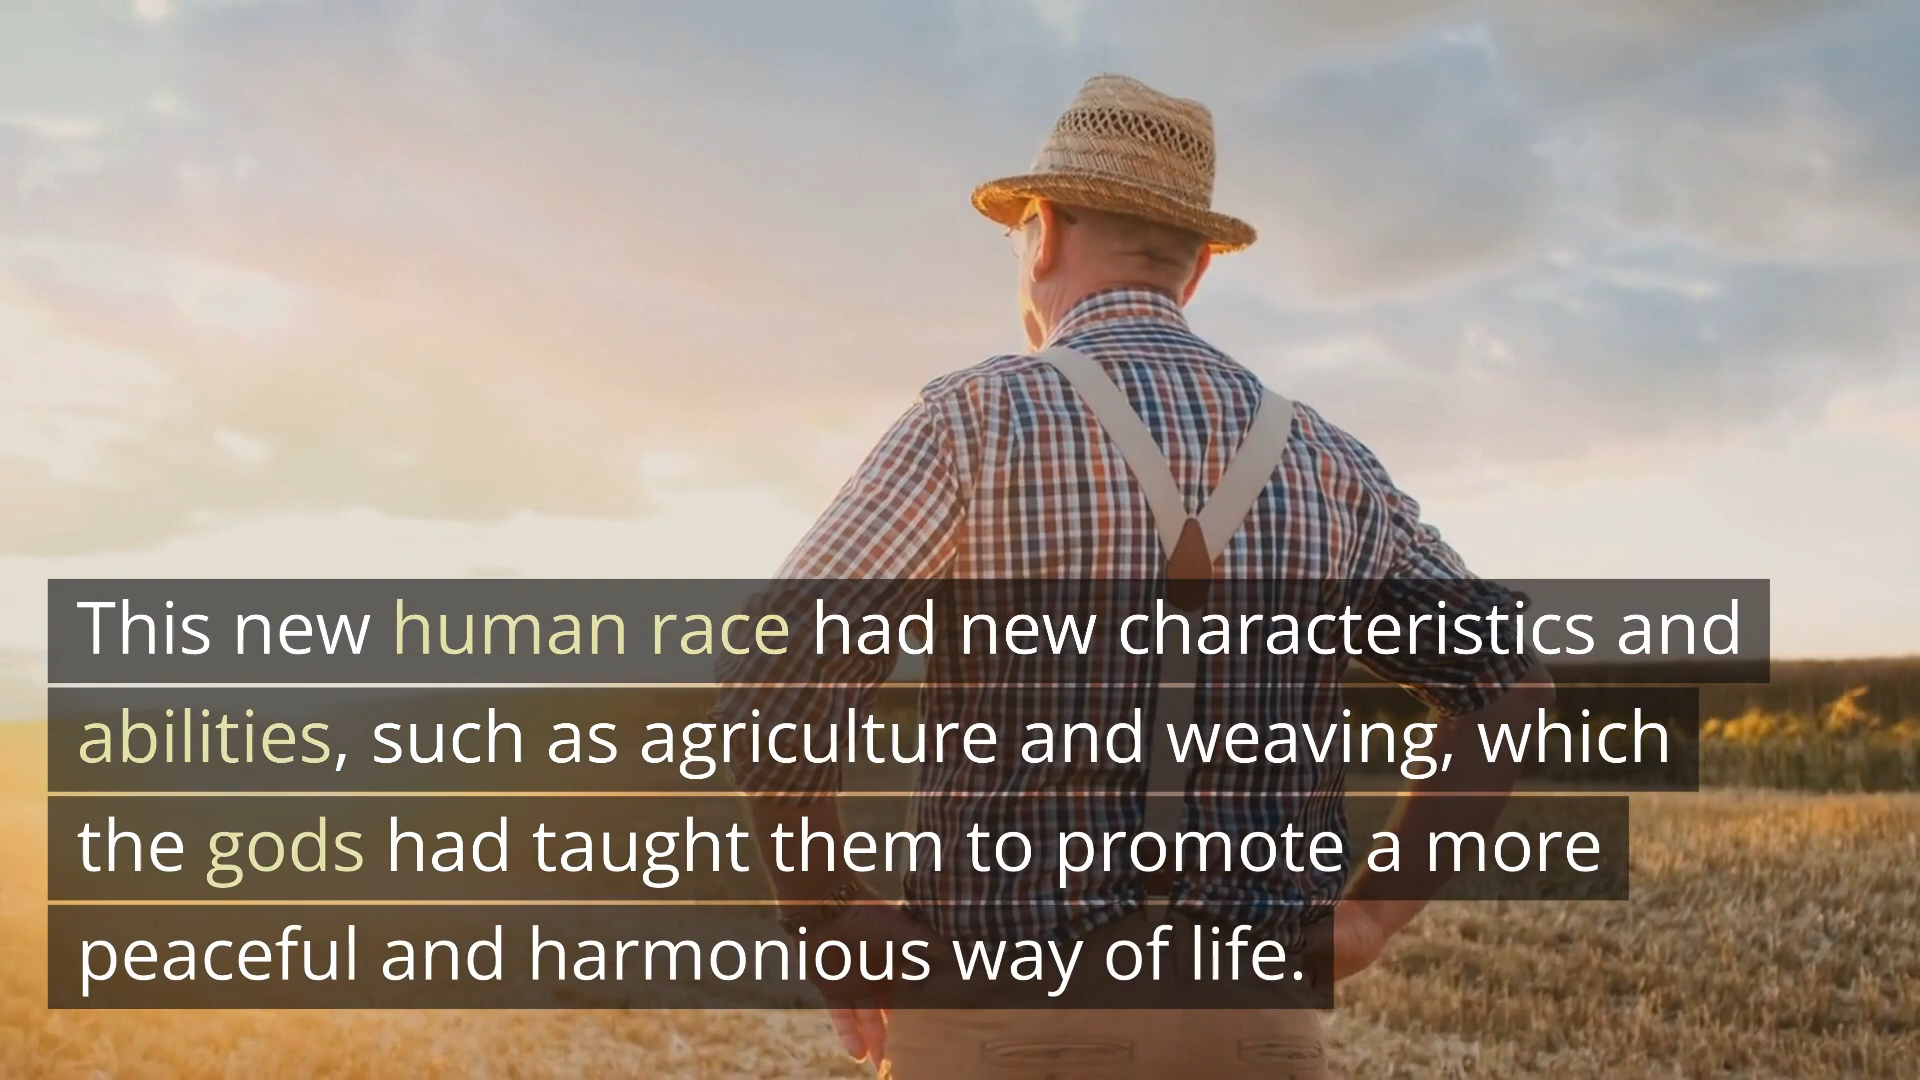 This new human race had new characteristics and
abilities, such as agriculture and weaving, which
the gods had taught them to promote a more
peaceful and harmonious way of life.